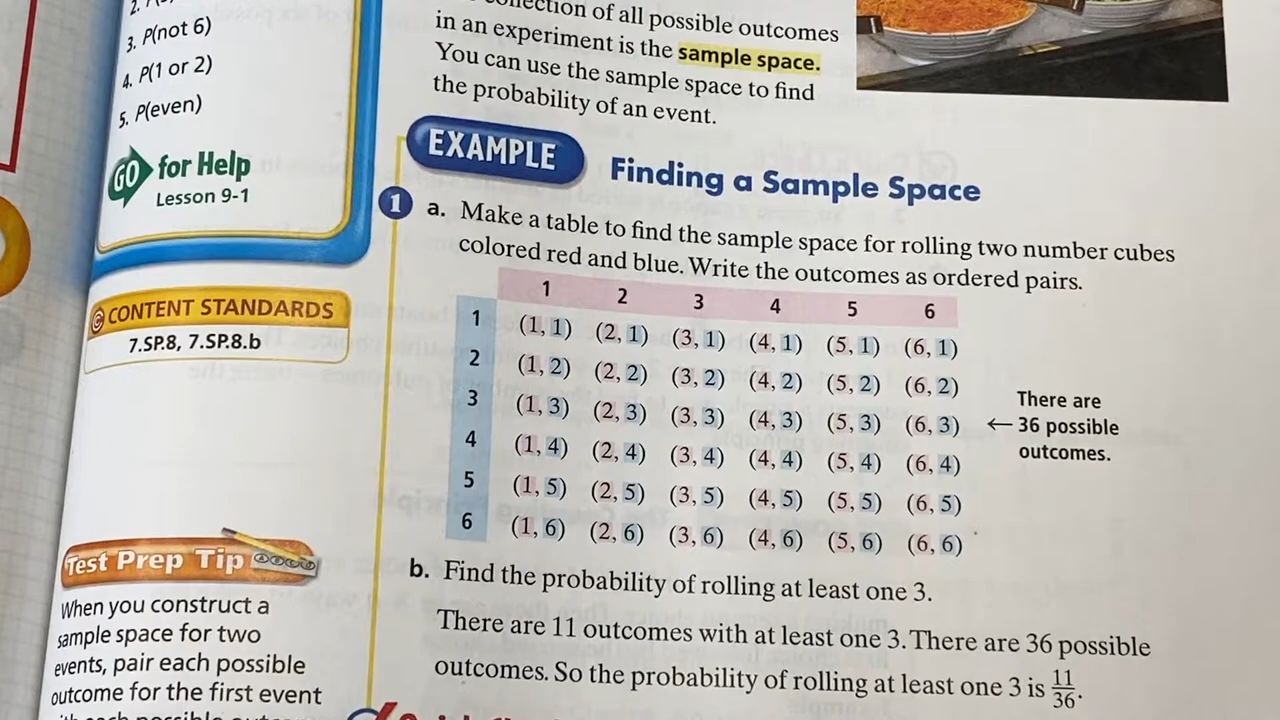 3. P(not 6)
4. P(1 or 2)
5. P(even)
GO for Help
Lesson 9-1
CONTENT STANDARDS
7.SP.8, 7.SP.8.b
Test Prep Tip
When you construct a
sample space for two
events, pair each possible
outcome for the first event
of all possible outcomes
in an experiment is the sample space.
You can use the sample space to find
the probability of an event.
EXAMPLE Finding a Sample Space
1 a. Make a table to find the sample space for rolling two number cubes
colored red and blue. Write the outcomes as ordered pairs.
1 2 3 4 5 6
1 (1, 1) (2, 1) (3, 1) (4, 1) (5, 1) (6, 1)
2 (1, 2) (2, 2) (3, 2) (4, 2) (5, 2) (6, 2)
3 (1, 3) (2, 3) (3, 3) (4, 3) (5, 3) (6, 3)
4 (1, 4) (2, 4) (3, 4) (4, 4) (5, 4) (6, 4)
5 (1, 5) (2, 5) (3, 5) (4, 5) (5, 5) (6, 5)
6 (1, 6) (2, 6) (3, 6) (4, 6) (5, 6) (6, 6)
There are
← 36 possible
outcomes.
b. Find the probability of rolling at least one 3.
There are 11 outcomes with at least one 3. There are 36 possible
outcomes. So the probability of rolling at least one 3 is 11/36.